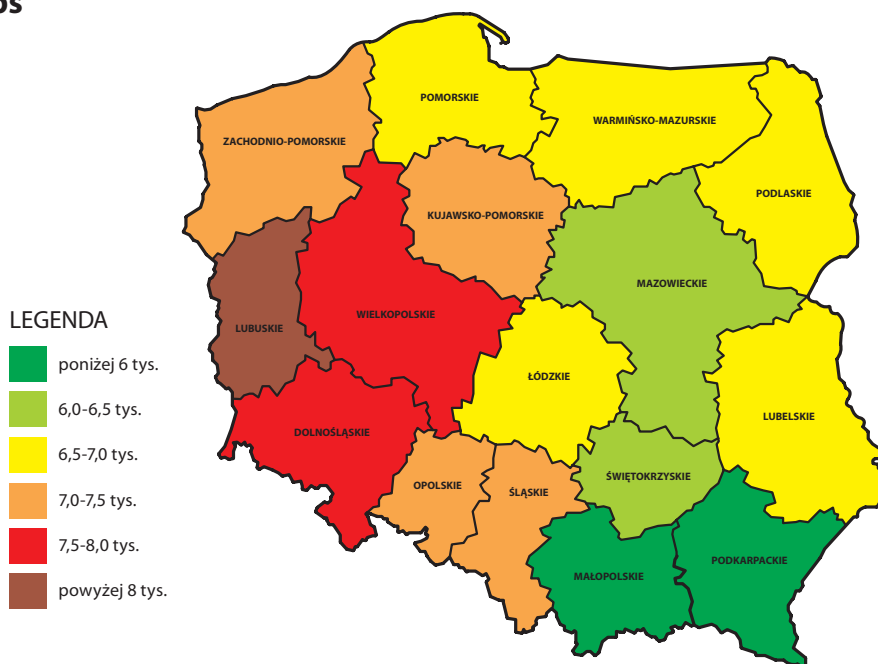 POMORSKIE
WARMIŃSKO-MAZURSKIE
ZACHODNIO-POMORSKIE
PODLASKIE
KUJAWSKO-POMORSKIE
MAZOWIECKIE
WIELKOPOLSKIE
LUBUSKIE
ŁÓDZKIE
LUBELSKIE
DOLNOŚLĄSKIE
ŚWIĘTOKRZYSKIE
OPOLSKIE
ŚLĄSKIE
PODKARPACKIE
MAŁOPOLSKIE
LEGENDA
poniżej 6 tys.
6,0-6,5 tys.
6,5-7,0 tys.
7,0-7,5 tys.
7,5-8,0 tys.
powyżej 8 tys.